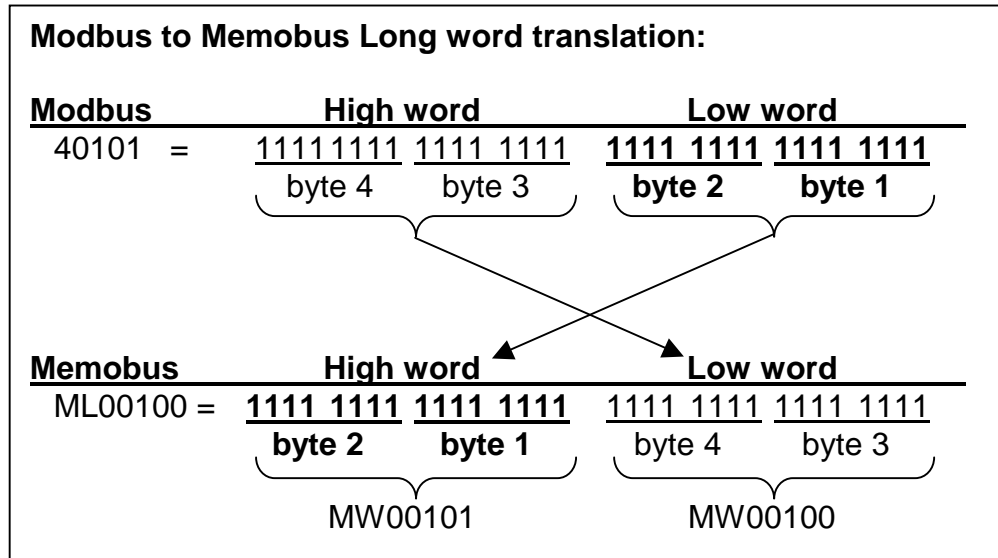 Modbus to Memobus Long word translation:
Modbus High word Low word
40101 = 1111 1111 1111 1111 1111 1111 1111 1111
byte 4 byte 3 byte 2 byte 1
Memobus High word Low word
ML00100 = 1111 1111 1111 1111 1111 1111 1111 1111
byte 2 byte 1 byte 4 byte 3
MW00101 MW00100